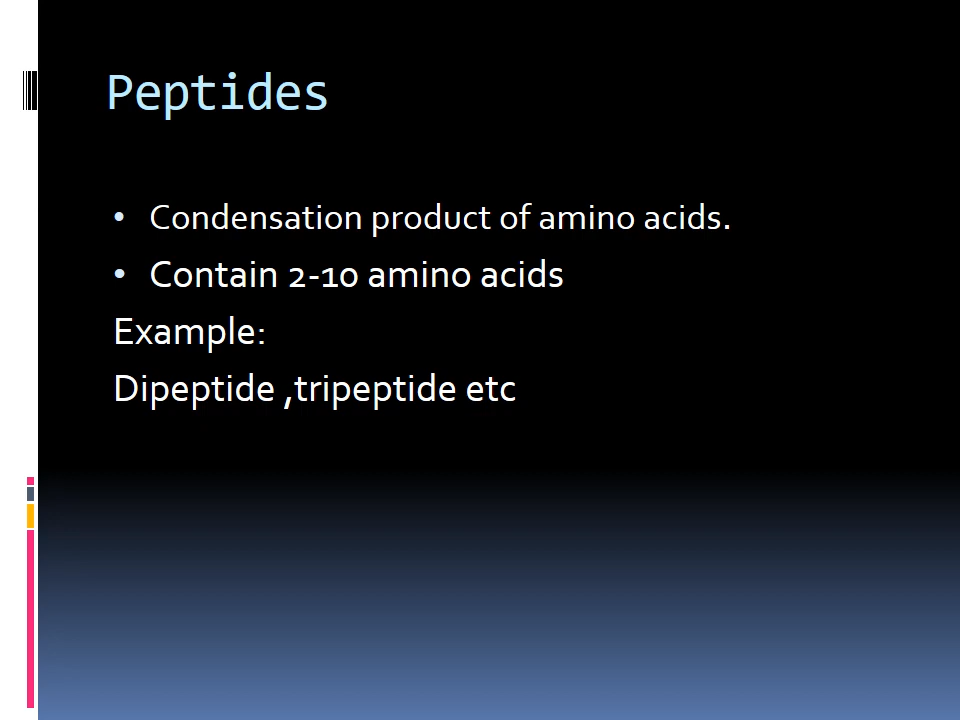 Peptides
• Condensation product of amino acids.
• Contain 2-10 amino acids
Example:
Dipeptide ,tripeptide etc